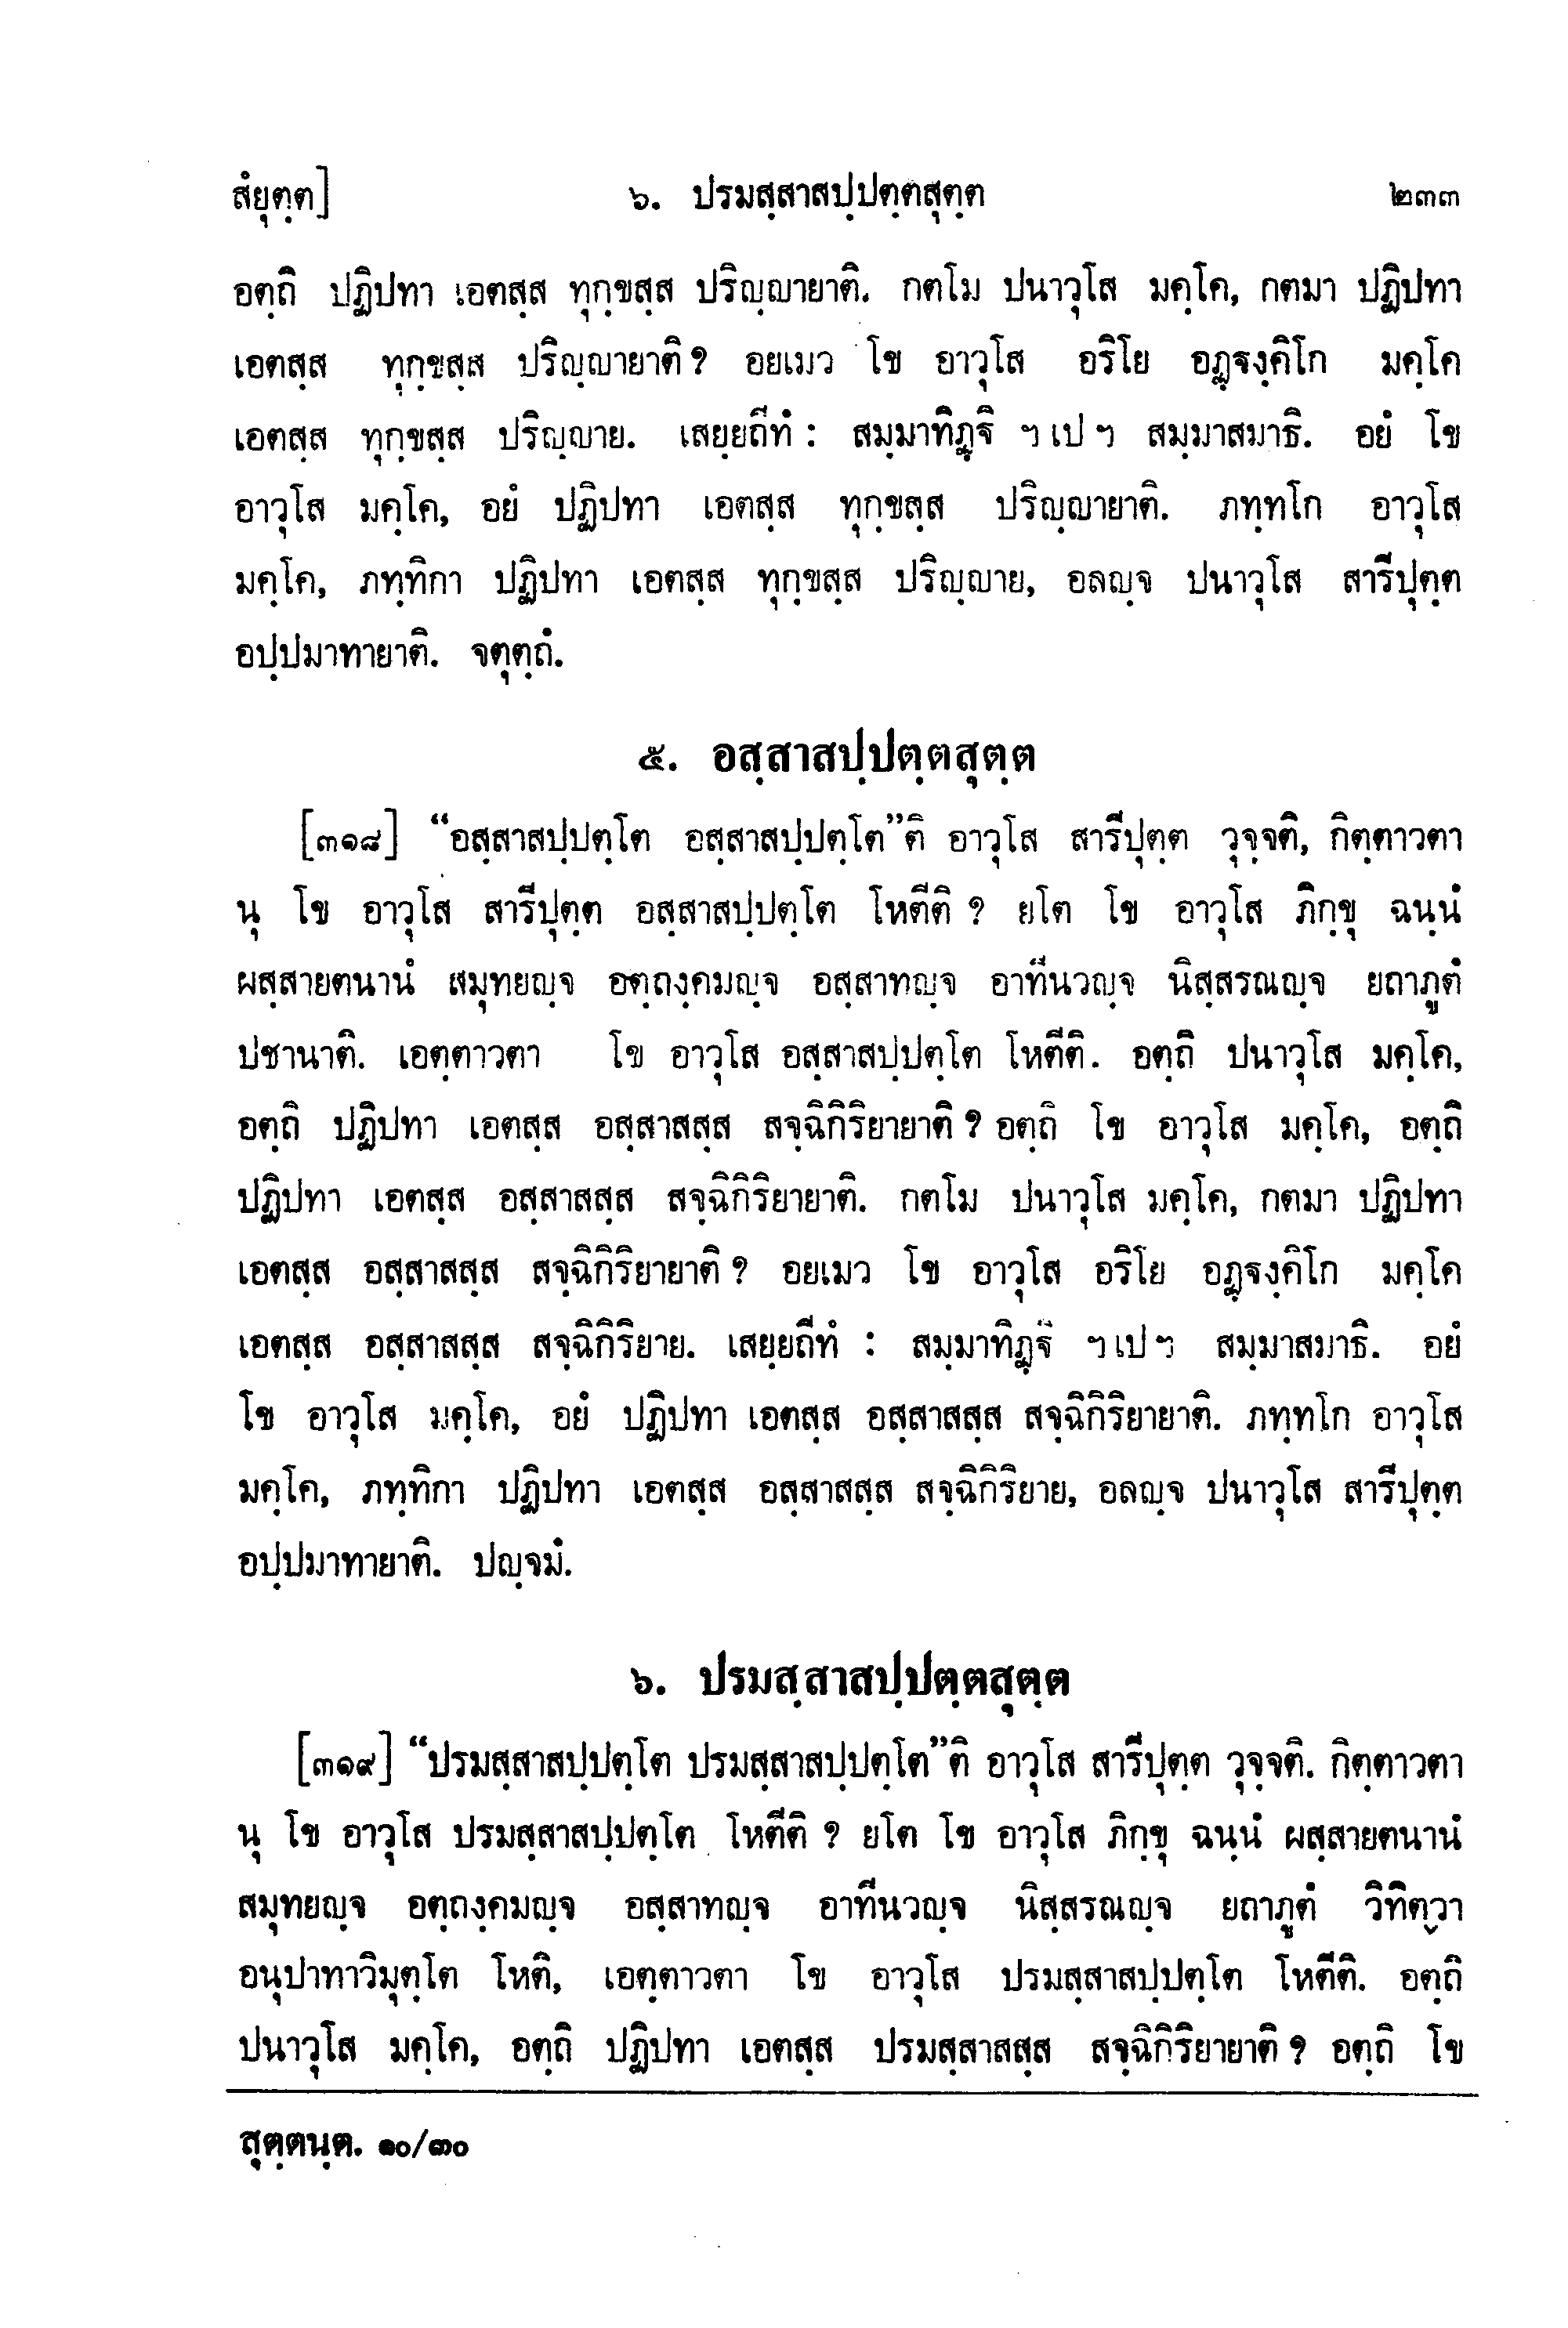 สํยุตฺต]	๖. ปรมสฺสาสปฺปตฺตสุตฺต	๒๓๓
อตฺถิ ปฏิปทา เอตสฺส ทุกฺขสฺส ปริญฺญายาติ. กตโม ปนาวุโส มคฺโค, กตมา ปฏิปทา
เอตสฺส ทุกฺขสฺส ปริญฺญายาติ? อยเมว โข อาวุโส อริโย อฏฺฐงฺคิโก มคฺโค
เอตสฺส ทุกฺขสฺส ปริญฺญาย. เสยฺยถีทํ : สมฺมาทิฏฺฐิ ฯ เป ฯ สมฺมาสมาธิ. อยํ โข
อาวุโส มคฺโค, อยํ ปฏิปทา เอตสฺส ทุกฺขสฺส ปริญฺญายาติ. ภทฺทโก อาวุโส
มคฺโค, ภทฺทิกา ปฏิปทา เอตสฺส ทุกฺขสฺส ปริญฺญาย, อลญฺจ ปนาวุโส สารีปุตฺต
อปฺปมาทายาติ. จตุตฺถํ.
๕. อสฺสาสปฺปตฺตสุตฺต
[๓๑๘] “อสฺสาสปฺปตฺโต อสฺสาสปฺปตฺโต”ติ อาวุโส สารีปุตฺต วุจฺจติ, กิตฺตาวตา
นุ โข อาวุโส สารีปุตฺต อสฺสาสปฺปตฺโต โหตีติ ? ยโต โข อาวุโส ภิกฺขุ ฉนฺนํ
ผสฺสายตนานํ สมุทยญฺจ อตฺถงฺคมญฺจ อสฺสาทญฺจ อาทีนวญฺจ นิสฺสรณญฺจ ยถาภูตํ
ปชานาติ. เอตฺตาวตา โข อาวุโส อสฺสาสปฺปตฺโต โหตีติ. อตฺถิ ปนาวุโส มคฺโค,
อตฺถิ ปฏิปทา เอตสฺส อสฺสาสสฺส สจฺฉิกิริยายาติ? อตฺถิ โข อาวุโส มคฺโค, อตฺถิ
ปฏิปทา เอตสฺส อสฺสาสสฺส สจฺฉิกิริยายาติ. กตโม ปนาวุโส มคฺโค, กตมา ปฏิปทา
เอตสฺส อสฺสาสสฺส สจฺฉิกิริยายาติ? อยเมว โข อาวุโส อริโย อฏฺฐงฺคิโก มคฺโค
เอตสฺส อสฺสาสสฺส สจฺฉิกิริยาย. เสยฺยถีทํ : สมฺมาทิฏฺฐิ ฯ เป ฯ สมฺมาสมาธิ. อยํ
โข อาวุโส มคฺโค, อยํ ปฏิปทา เอตสฺส อสฺสาสสฺส สจฺฉิกิริยายาติ. ภทฺทโก อาวุโส
มคฺโค, ภทฺทิกา ปฏิปทา เอตสฺส อสฺสาสสฺส สจฺฉิกิริยาย, อลญฺจ ปนาวุโส สารีปุตฺต
อปฺปมาทายาติ. ปญฺจมํ.
๖. ปรมสฺสาสปฺปตฺตสุตฺต
[๓๑๙] “ปรมสฺสาสปฺปตฺโต ปรมสฺสาสปฺปตฺโต”ติ อาวุโส สารีปุตฺต วุจฺจติ. กิตฺตาวตา
นุ โข อาวุโส ปรมสฺสาสปฺปตฺโต โหตีติ ? ยโต โข อาวุโส ภิกฺขุ ฉนฺนํ ผสฺสายตนานํ
สมุทยญฺจ อตฺถงฺคมญฺจ อสฺสาทญฺจ อาทีนวญฺจ นิสฺสรณญฺจ ยถาภูตํ วิทิตฺวา
อนุปาทาวิมุตฺโต โหติ, เอตฺตาวตา โข อาวุโส ปรมสฺสาสปฺปตฺโต โหตีติ. อตฺถิ
ปนาวุโส มคฺโค, อตฺถิ ปฏิปทา เอตสฺส ปรมสฺสาสสฺส สจฺฉิกิริยายาติ? อตฺถิ โข
สุตฺตนฺต. ๑๐/๓๐